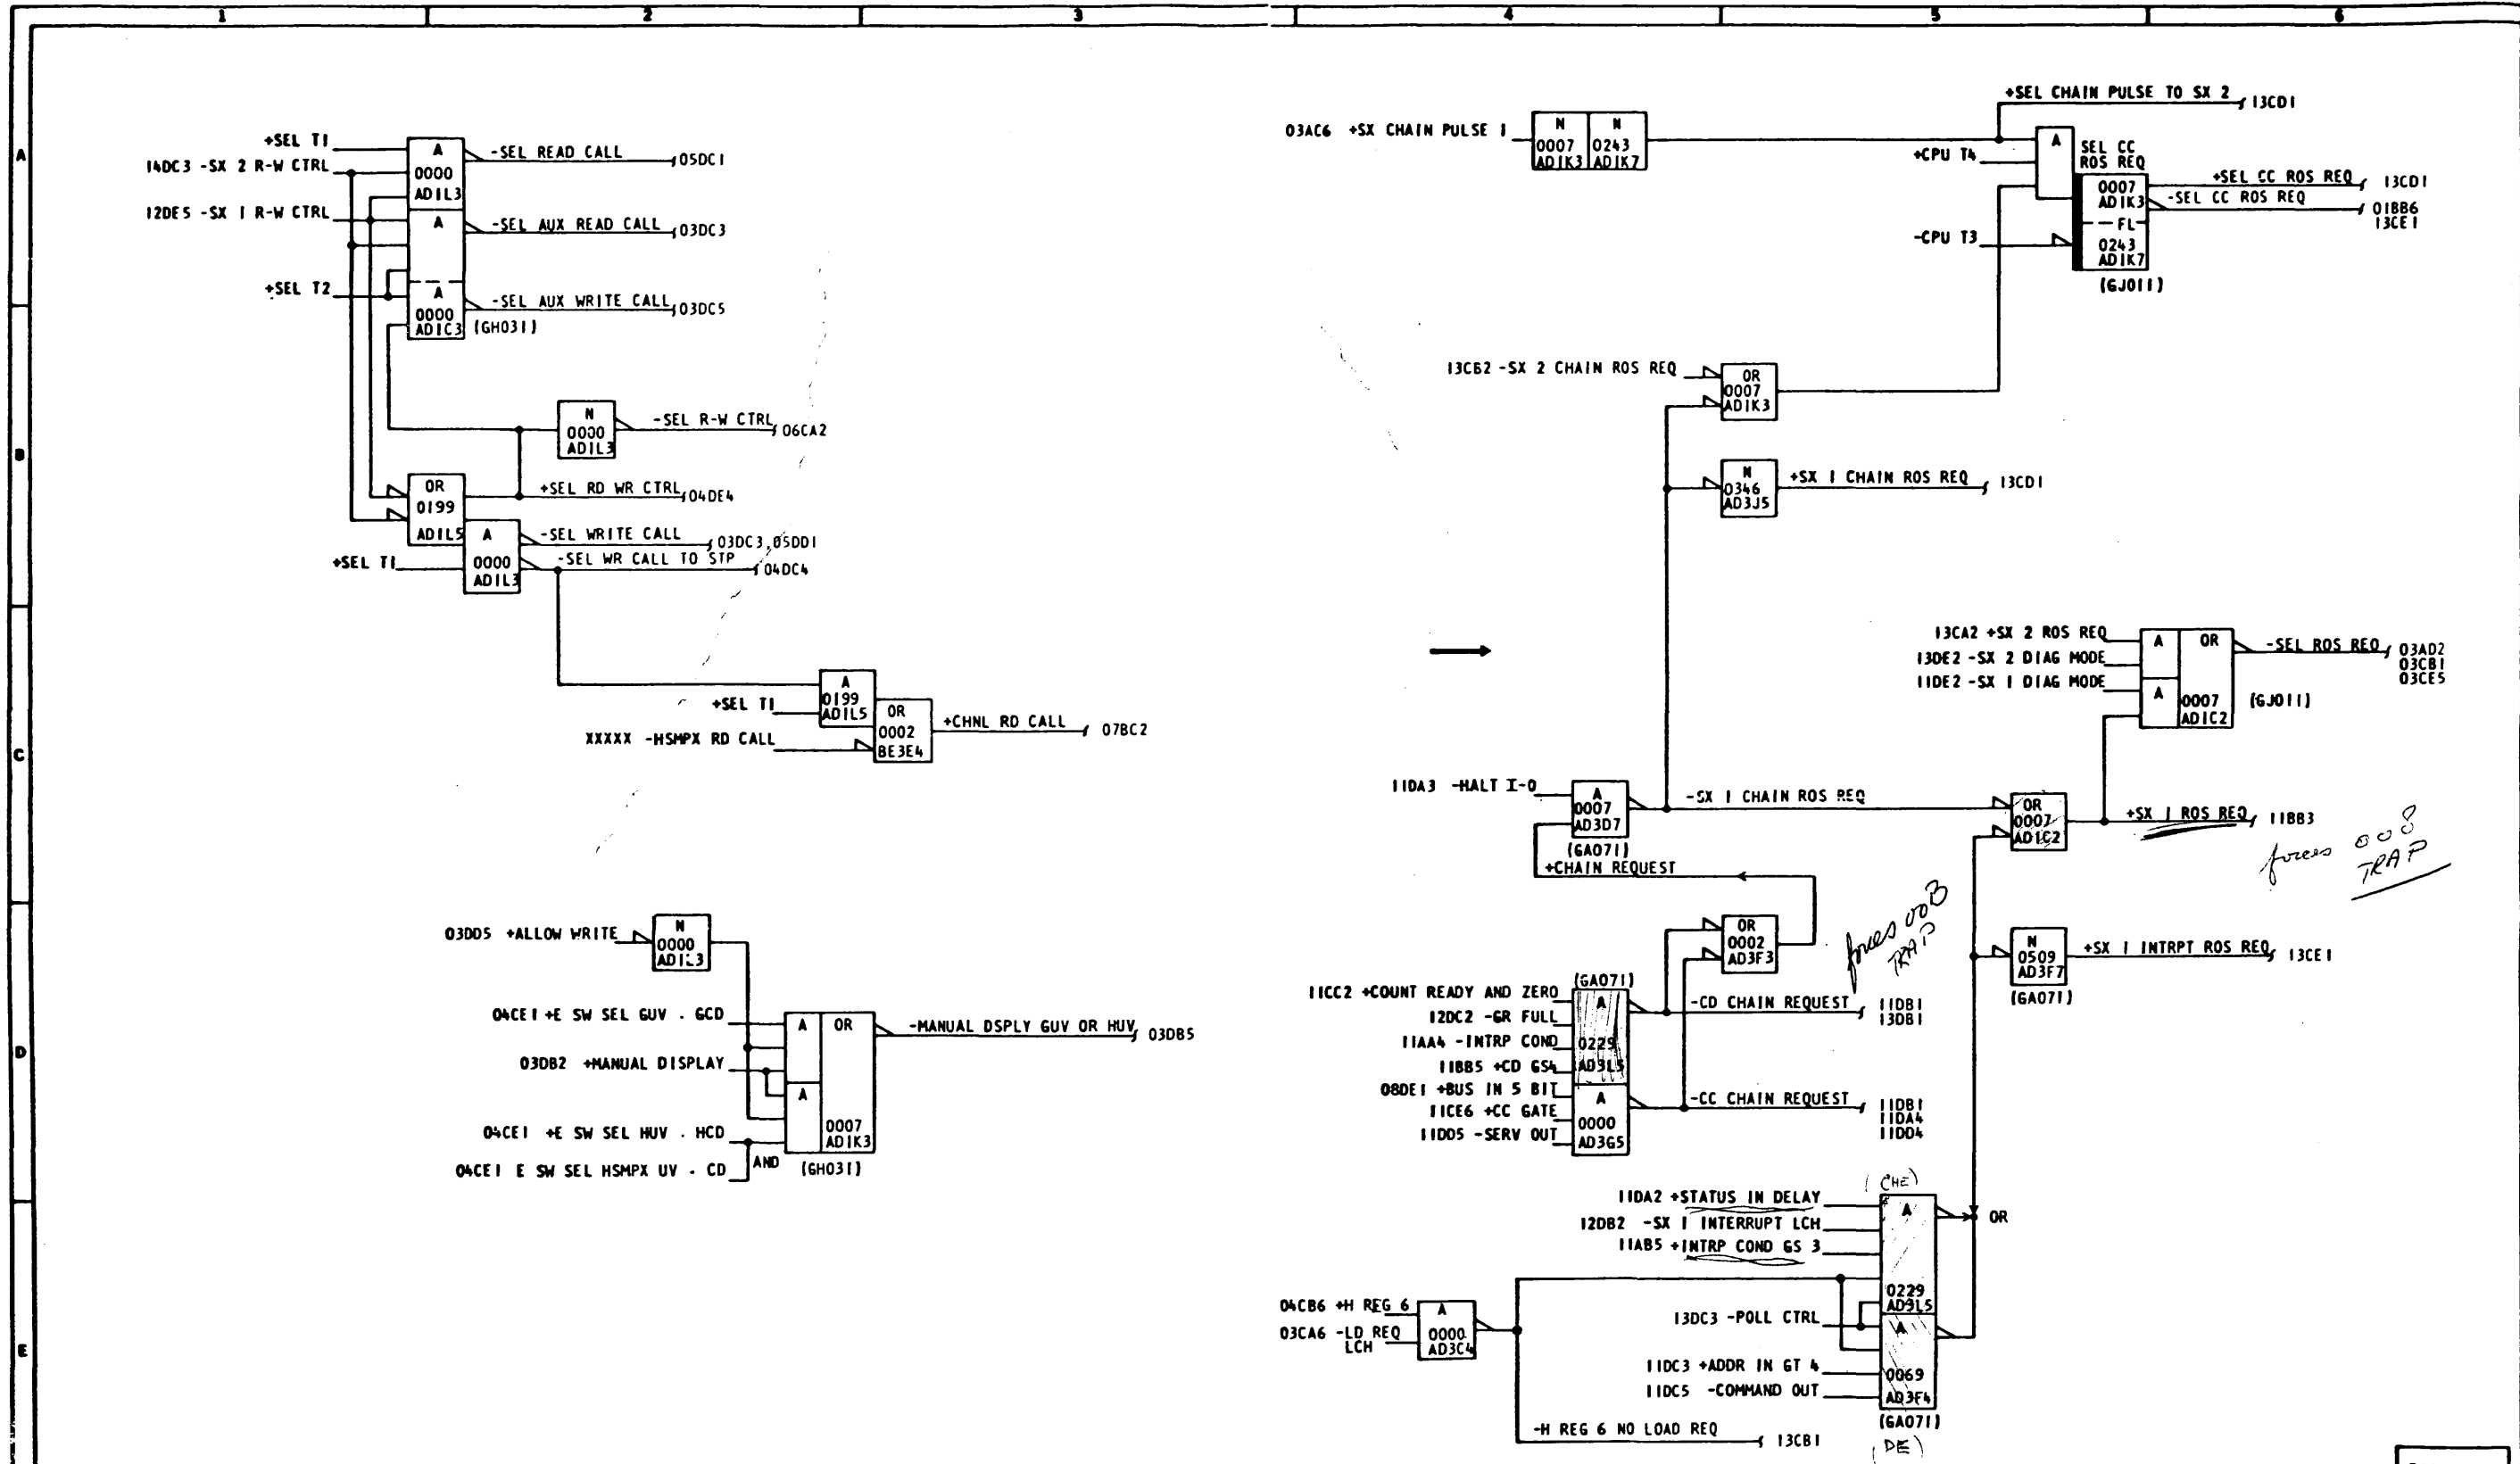 1 2 3 4 5 6
A
B
C
D
E
+SEL T1
14DC3 -SX 2 R-W CTRL
12DE5 -SX 1 R-W CTRL
+SEL T2
A
0000
AD1L3
A
A
0000
AD1C3
(GH031)
-SEL READ CALL
05DC1
-SEL AUX READ CALL
03DC3
-SEL AUX WRITE CALL
03DC5
N
0000
AD1L3
-SEL R-W CTRL
06CA2
OR
0199
AD1L5
+SEL RD WR CTRL
04DE4
+SEL T1
A
0000
AD1L3
-SEL WRITE CALL
03DC3,05DD1
-SEL WR CALL TO STP
04DC4
+SEL T1
A
0199
AD1L5
XXXXX -HSMPX RD CALL
OR
0002
BE3E4
+CHNL RD CALL
07BC2
03DD5 +ALLOW WRITE
N
0000
AD1L3
04CE1 +E SW SEL GUV . GCD
03DB2 +MANUAL DISPLAY
04CE1 +E SW SEL HUV . HCD
04CE1 E SW SEL HSMPX UV . CD
AND
A
A
OR
0007
AD1K3
(GH031)
-MANUAL DSPLY GUV OR HUV
03DB5
03AC6 +SX CHAIN PULSE 1
N
0007
AD1K3
N
0243
AD1K7
+SEL CHAIN PULSE TO SX 2
13CD1
+CPU T4
A
SEL CC
ROS REQ
0007
AD1K3
FL
0243
AD1K7
(GJ011)
-CPU T3
+SEL CC ROS REQ
13CD1
-SEL CC ROS REQ
01BB6
13CE1
13CB2 -SX 2 CHAIN ROS REQ
OR
0007
AD1K3
N
0346
AD3J5
+SX 1 CHAIN ROS REQ
13CD1
13CA2 +SX 2 ROS REQ
13DE2 -SX 2 DIAG MODE
11DE2 -SX 1 DIAG MODE
A
A
OR
0007
AD1C2
(GJ011)
-SEL ROS REQ
03AD2
03CB1
03CE5
11DA3 -HALT I-O
A
0007
AD3D7
(GA071)
+CHAIN REQUEST
-SX 1 CHAIN ROS REQ
OR
0007
AD1C2
+SX 1 ROS REQ
11BB3
forces 008
TRAP
OR
0002
AD3F3
forces 00B
TRAP
N
0509
AD3F7
(GA071)
+SX 1 INTRPT ROS REQ
13CE1
11CC2 +COUNT READY AND ZERO
12DC2 -GR FULL
11AA4 -INTRP COND
11BB5 +CD GS4
08DE1 +BUS IN 5 BIT
11CE6 +CC GATE
11DD5 -SERV OUT
(GA071)
A
0229
AD3L5
A
0000
AD3G5
-CD CHAIN REQUEST
11DB1
13DB1
-CC CHAIN REQUEST
11DB1
11DA4
11DD4
(CHE)
11DA2 +STATUS IN DELAY
12DB2 -SX 1 INTERRUPT LCH
11AB5 +INTRP COND GS 3
A
0229
AD3L5
OR
04CB6 +H REG 6
03CA6 -LD REQ
LCH
A
0000
AD3C4
13DC3 -POLL CTRL
11DC3 +ADDR IN GT 4
11DC5 -COMMAND OUT
A
0069
AD3F4
(GA071)
(DE)
-H REG 6 NO LOAD REQ
13CB1